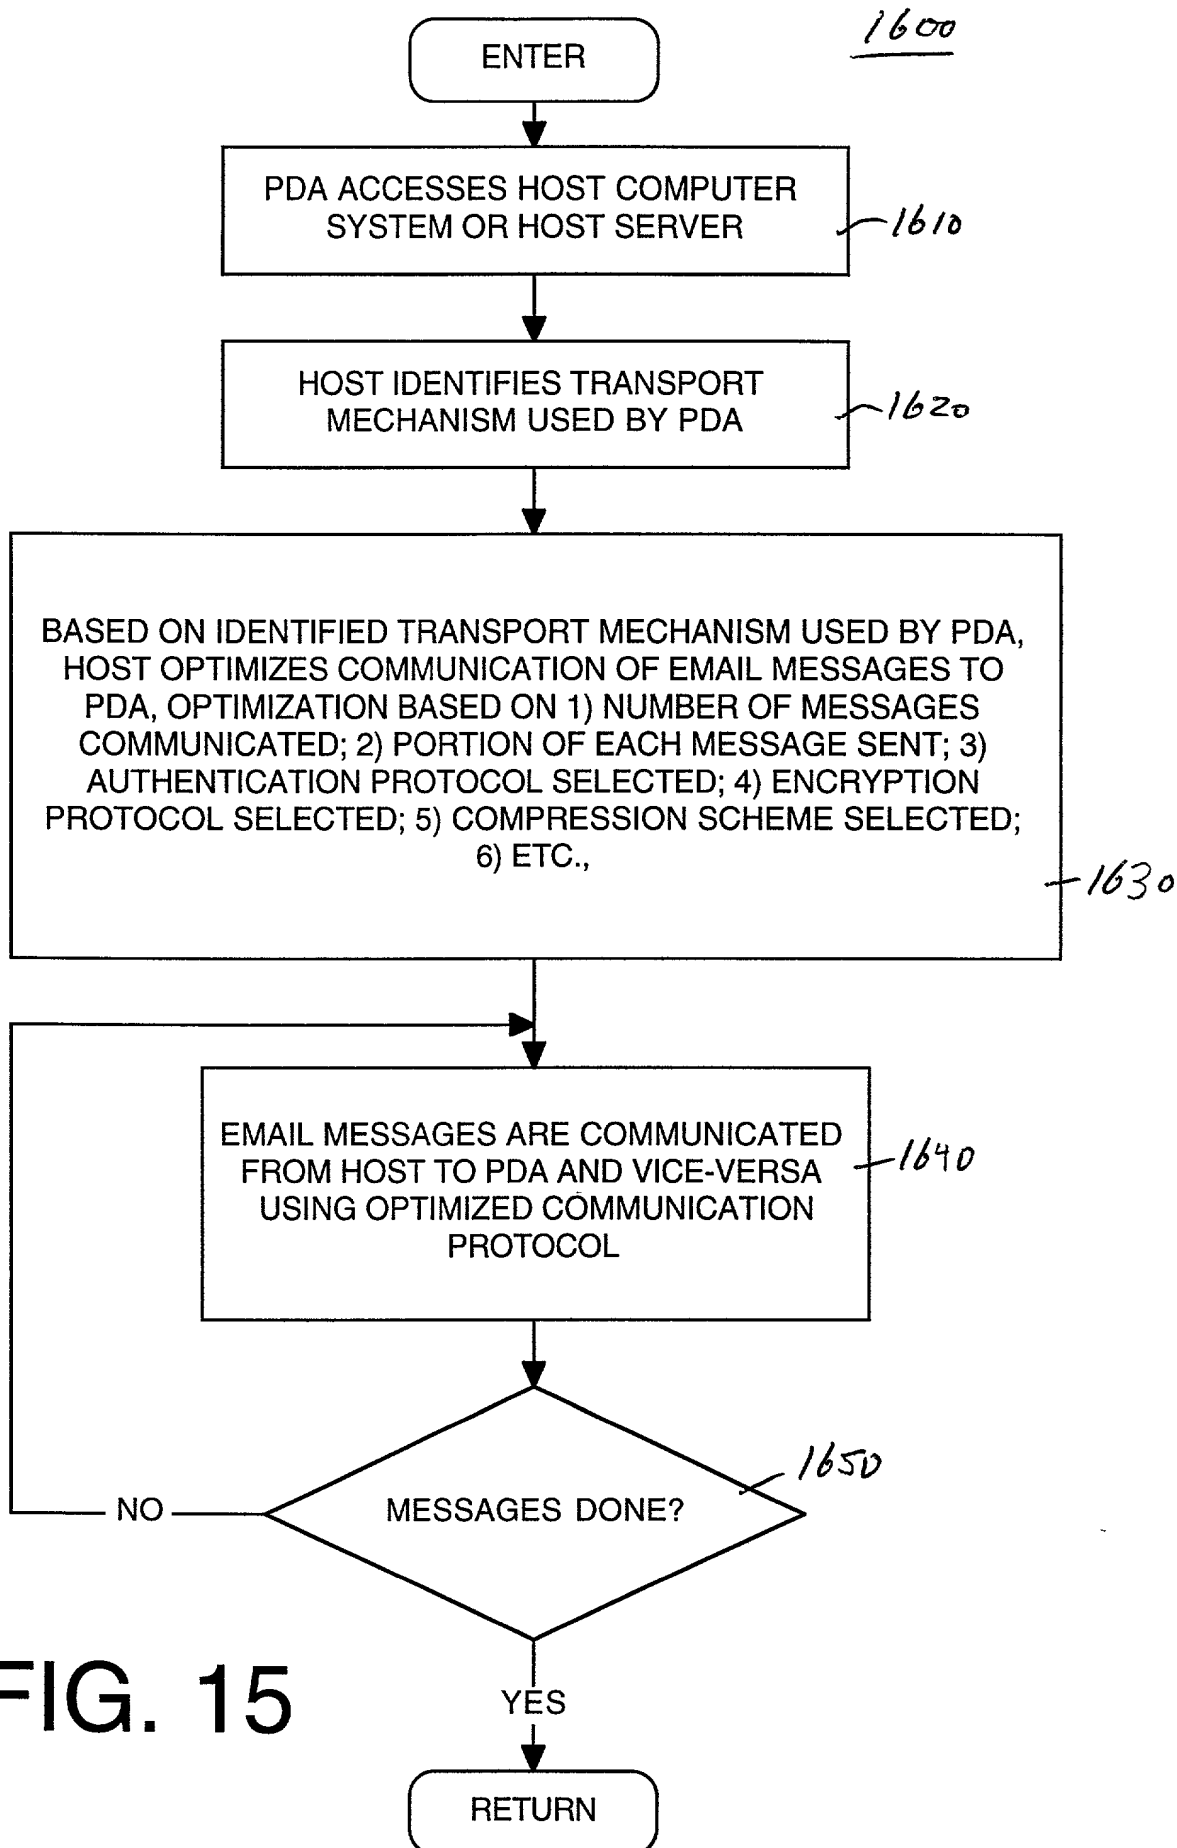 1600
ENTER
PDA ACCESSES HOST COMPUTER
SYSTEM OR HOST SERVER
1610
HOST IDENTIFIES TRANSPORT
MECHANISM USED BY PDA
1620
BASED ON IDENTIFIED TRANSPORT MECHANISM USED BY PDA,
HOST OPTIMIZES COMMUNICATION OF EMAIL MESSAGES TO
PDA, OPTIMIZATION BASED ON 1) NUMBER OF MESSAGES
COMMUNICATED; 2) PORTION OF EACH MESSAGE SENT; 3)
AUTHENTICATION PROTOCOL SELECTED; 4) ENCRYPTION
PROTOCOL SELECTED; 5) COMPRESSION SCHEME SELECTED;
6) ETC.,
1630
EMAIL MESSAGES ARE COMMUNICATED
FROM HOST TO PDA AND VICE-VERSA
USING OPTIMIZED COMMUNICATION
PROTOCOL
1640
MESSAGES DONE?
1650
NO
YES
RETURN
FIG. 15